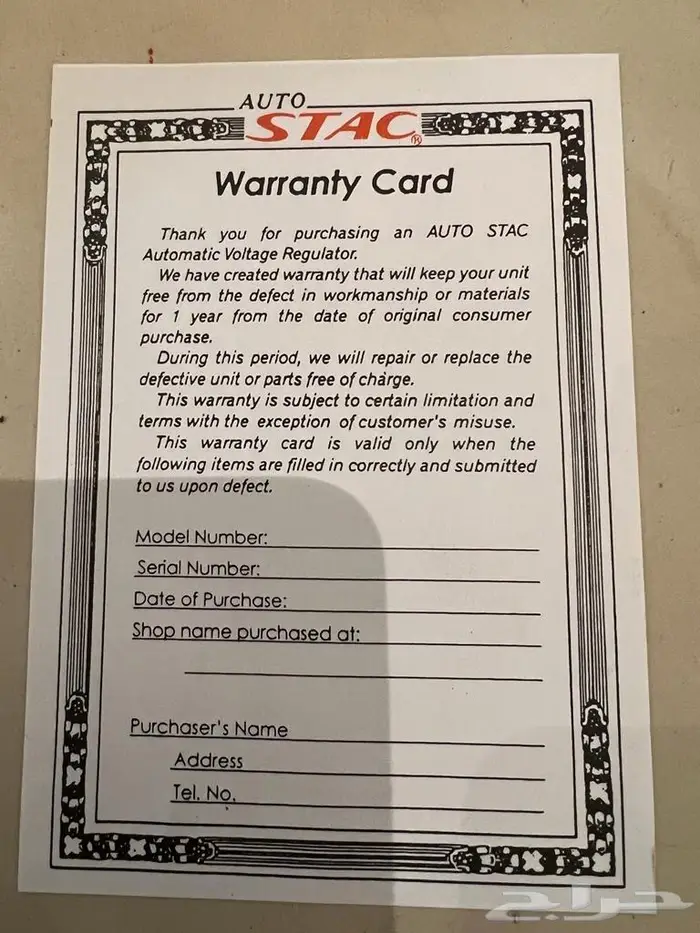 AUTO
STAC®
Warranty Card
Thank you for purchasing an AUTO STAC
Automatic Voltage Regulator.
We have created warranty that will keep your unit
free from the defect in workmanship or materials
for 1 year from the date of original consumer
purchase.
During this period, we will repair or replace the
defective unit or parts free of charge.
This warranty is subject to certain limitation and
terms with the exception of customer's misuse.
This warranty card is valid only when the
following items are filled in correctly and submitted
to us upon defect.
Model Number:
Serial Number:
Date of Purchase:
Shop name purchased at:
Purchaser's Name
Address
Tel. No.
حراج